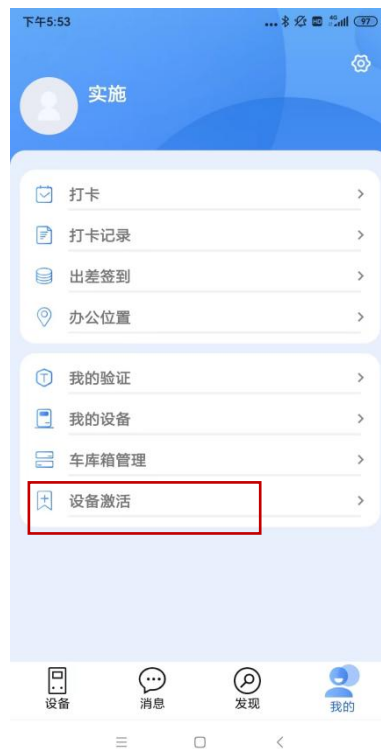 下午5:53
... 4G 97
实施
打卡
打卡记录
出差签到
办公位置
我的验证
我的设备
车库箱管理
设备激活
设备 消息 发现 我的